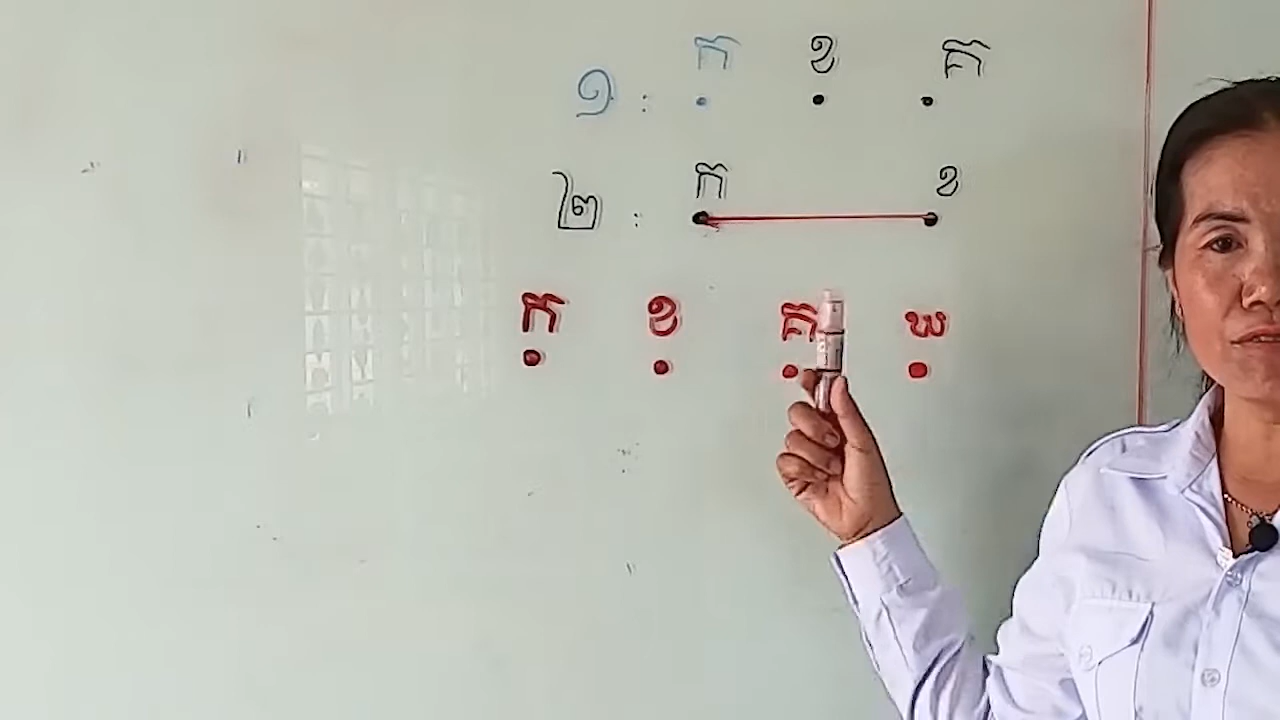 ១ : ក ខ គ
២ : ក ខ
ក ខ គ ឃ